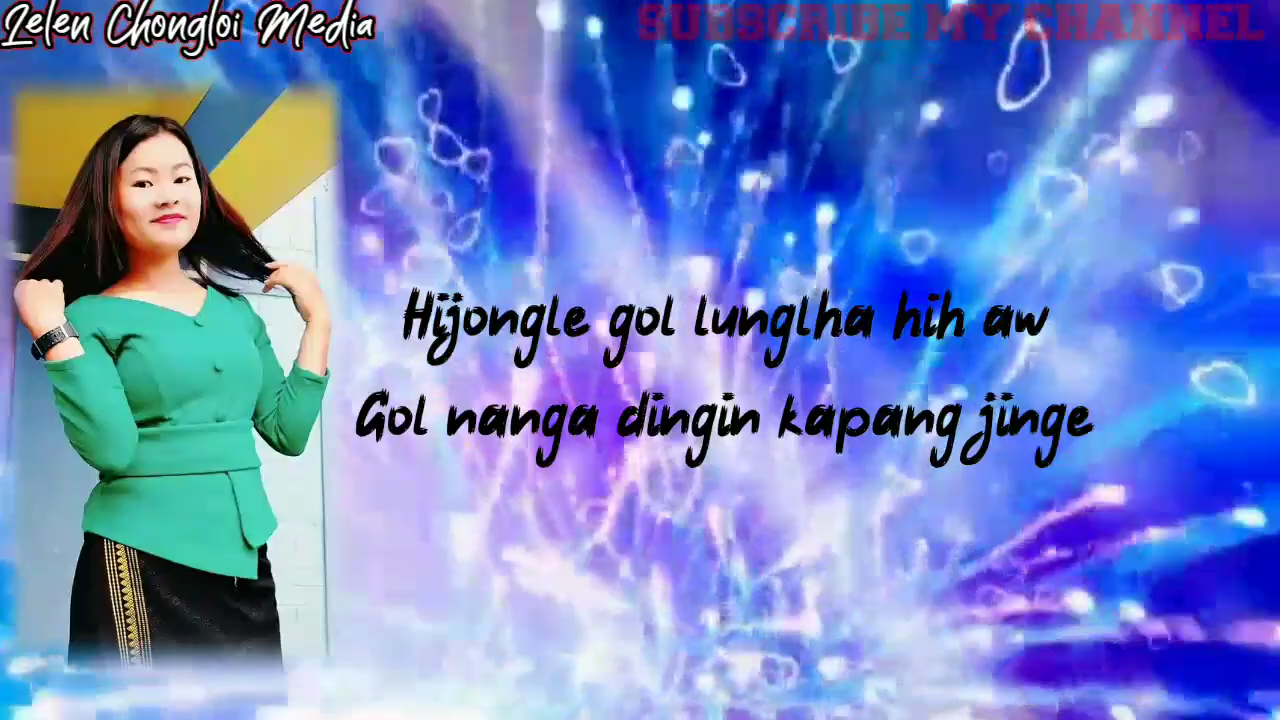 Lelen Chongloi Media
SUBSCRIBE MY CHANNEL
Hijongle gol lunglha hih aw
Gol nanga dingin kapang jinge